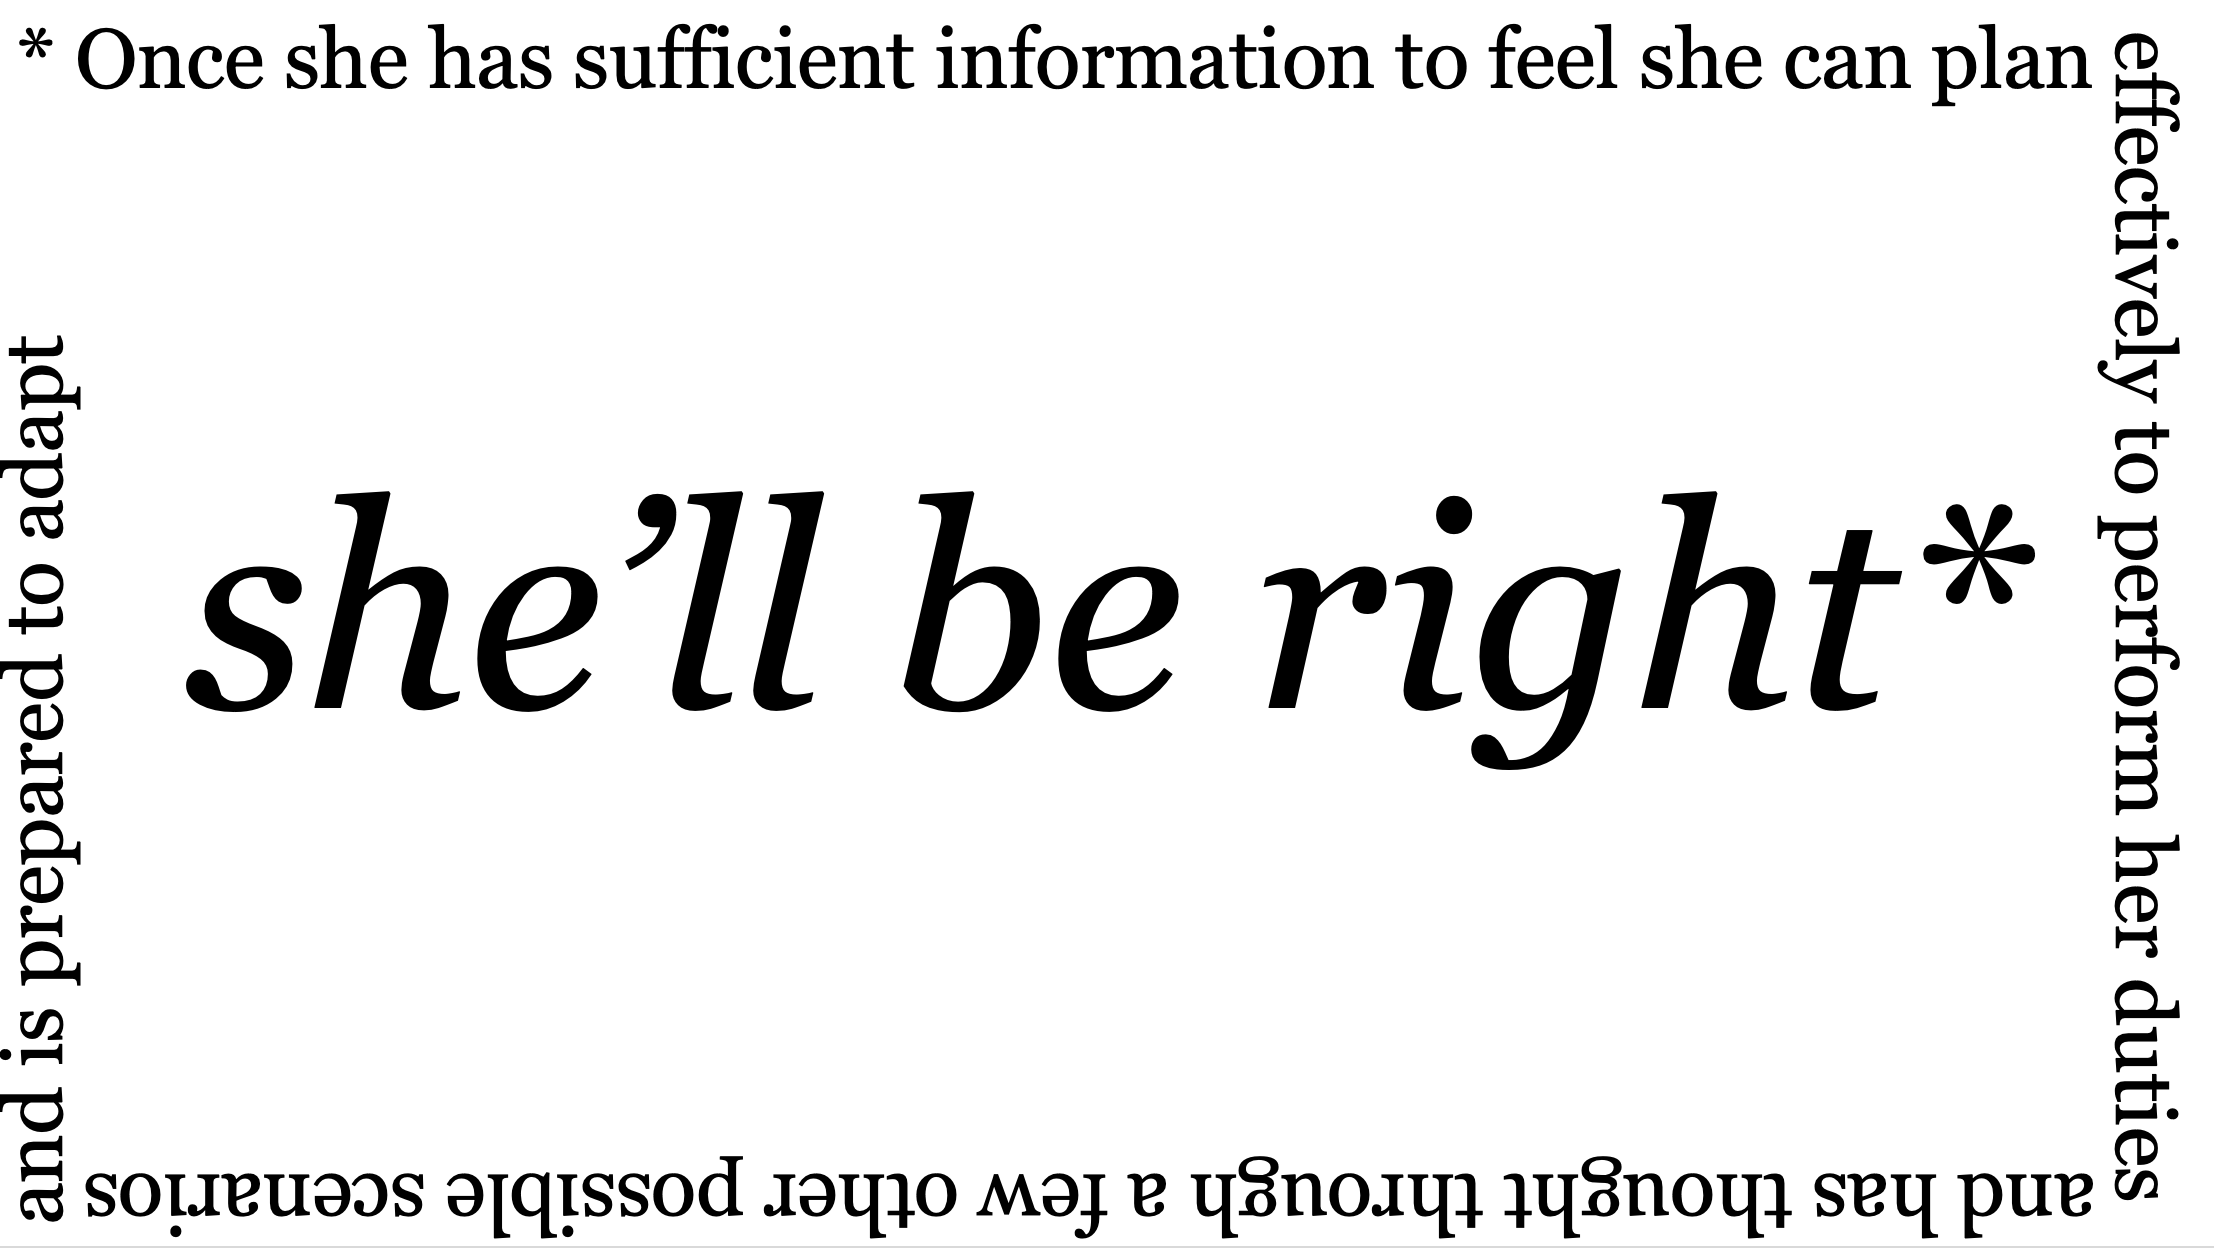 * Once she has sufficient information to feel she can plan
effectively to perform her duties
and has thought through a few other possible scenarios
and is prepared to adapt
she’ll be right*